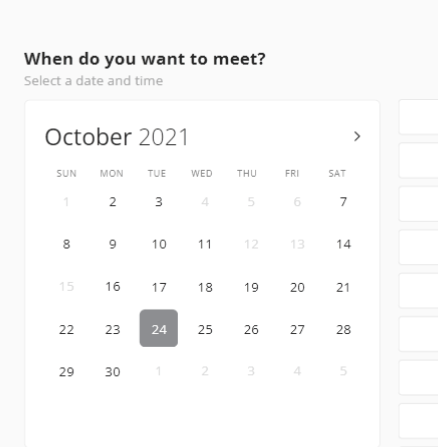 When do you want to meet?
Select a date and time
October 2021
SUN MON TUE WED THU FRI SAT
1 2 3 4 5 6 7
8 9 10 11 12 13 14
15 16 17 18 19 20 21
22 23 24 25 26 27 28
29 30 1 2 3 4 5